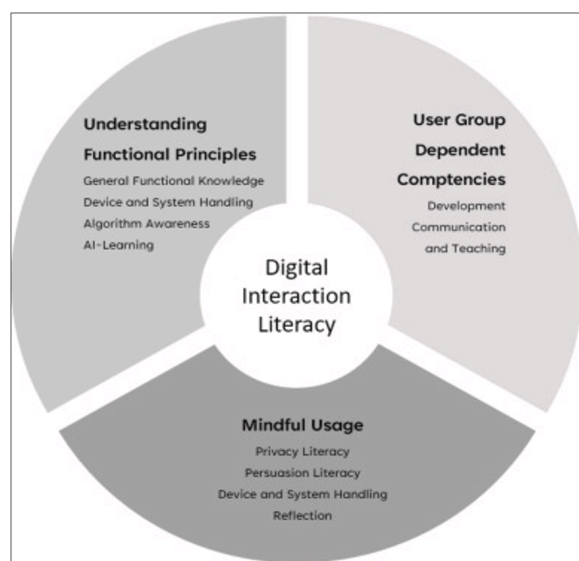 Understanding
Functional Principles
General Functional Knowledge
Device and System Handling
Algorithm Awareness
AI-Learning
User Group
Dependent
Comptencies
Development
Communication
and Teaching
Digital
Interaction
Literacy
Mindful Usage
Privacy Literacy
Persuasion Literacy
Device and System Handling
Reflection